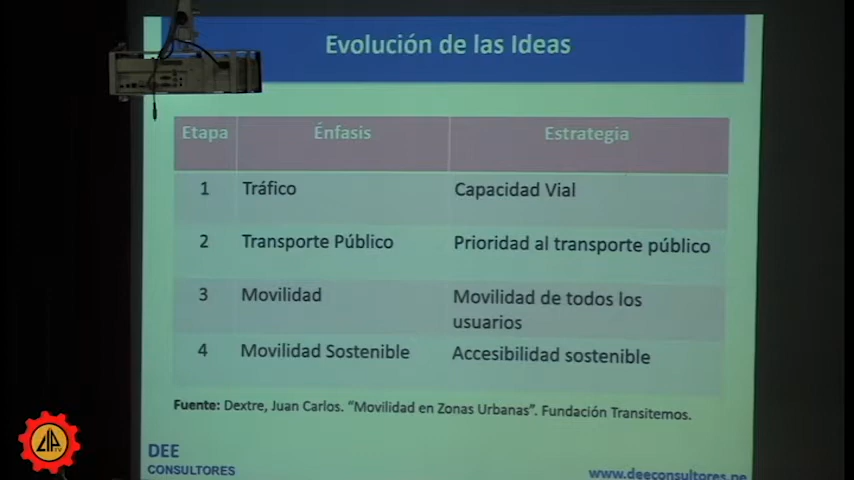 Evolución de las Ideas
Etapa Énfasis Estrategia
1 Tráfico Capacidad Vial
2 Transporte Público Prioridad al transporte público
3 Movilidad Movilidad de todos los
usuarios
4 Movilidad Sostenible Accesibilidad sostenible
Fuente: Dextre, Juan Carlos. “Movilidad en Zonas Urbanas”. Fundación Transitemos.
DEE
CONSULTORES
www.deeconsultores.pe